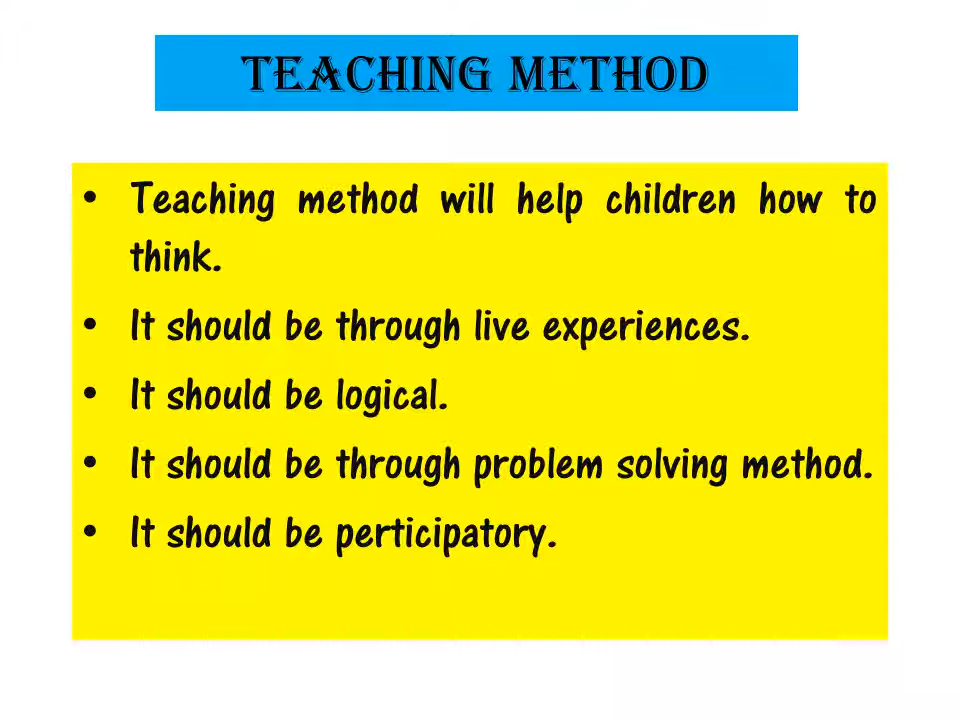 TEACHING METHOD
• Teaching method will help children how to
think.
• It should be through live experiences.
• It should be logical.
• It should be through problem solving method.
• It should be perticipatory.